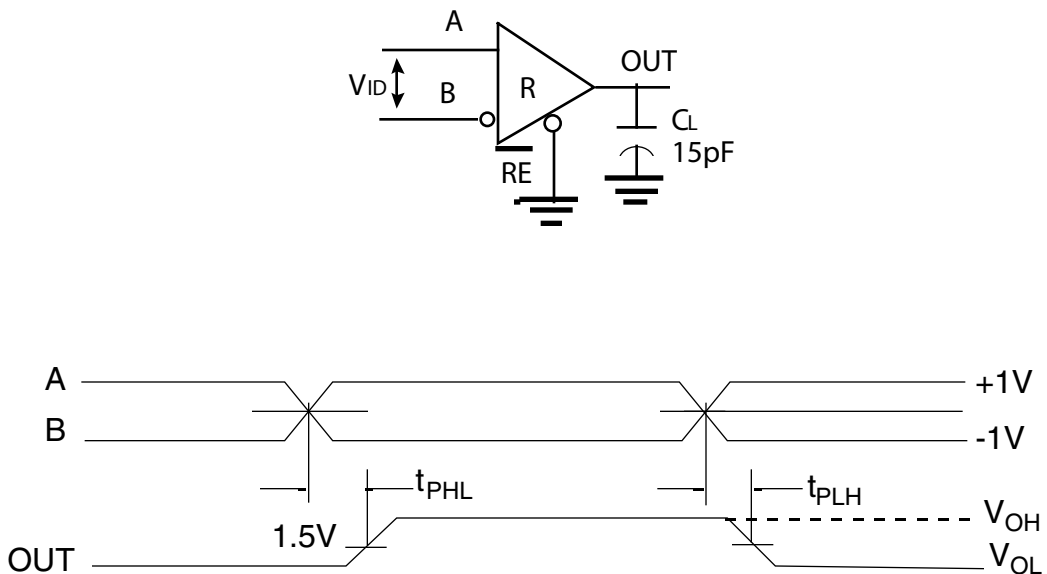 A
OUT
VID
B
R
CL
15pF
RE
A
+1V
B
-1V
tPHL
tPLH
1.5V
VOH
OUT
VOL